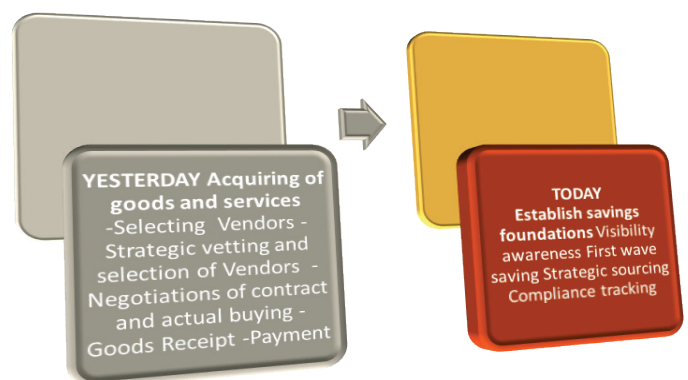 YESTERDAY Acquiring of
goods and services
-Selecting Vendors -
Strategic vetting and
selection of Vendors -
Negotiations of contract
and actual buying -
Goods Receipt -Payment
TODAY
Establish savings
foundations Visibility
awareness First wave
saving Strategic sourcing
Compliance tracking